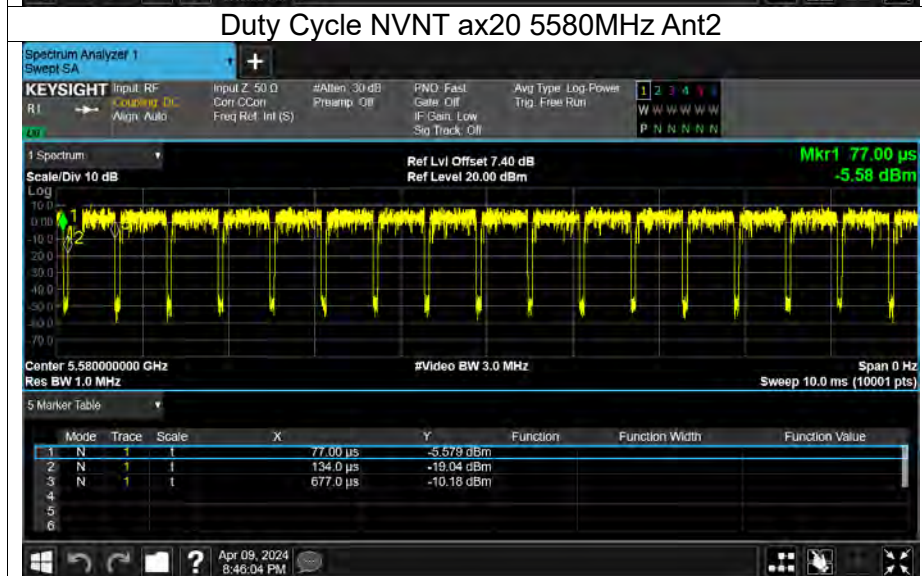 Duty Cycle NVNT ax20 5580MHz Ant2
Spectrum Analyzer 1
Swept SA
+
KEYSIGHT Input: RF Input Z: 50 Ω #Atten: 30 dB PNO: Fast Avg Type: Log-Power 1 2 3 4 5 6
Coupling: DC Corr CCorr Preamp: Off Gate: Off Trig: Free Run W W W W W W
Align: Auto Freq Ref: Int (S) IF Gain: Low
Sig Track: Off P N N N N N
1 Spectrum Ref Lvl Offset 7.40 dB Mkr1 77.00 µs
Scale/Div 10 dB Ref Level 20.00 dBm -5.58 dBm
Log
10.0
0.00
-10.0
-20.0
-30.0
-40.0
-50.0
-60.0
-70.0
1
2
Center 5.580000000 GHz #Video BW 3.0 MHz Span 0 Hz
Res BW 1.0 MHz Sweep 10.0 ms (10001 pts)
5 Marker Table
Mode Trace Scale X Y Function Function Width Function Value
1 N 1 t 77.00 µs -5.579 dBm
2 N 1 t 134.0 µs -19.04 dBm
3 N 1 t 677.0 µs -10.18 dBm
4
5
6
? Apr 09, 2024
8:46:04 PM